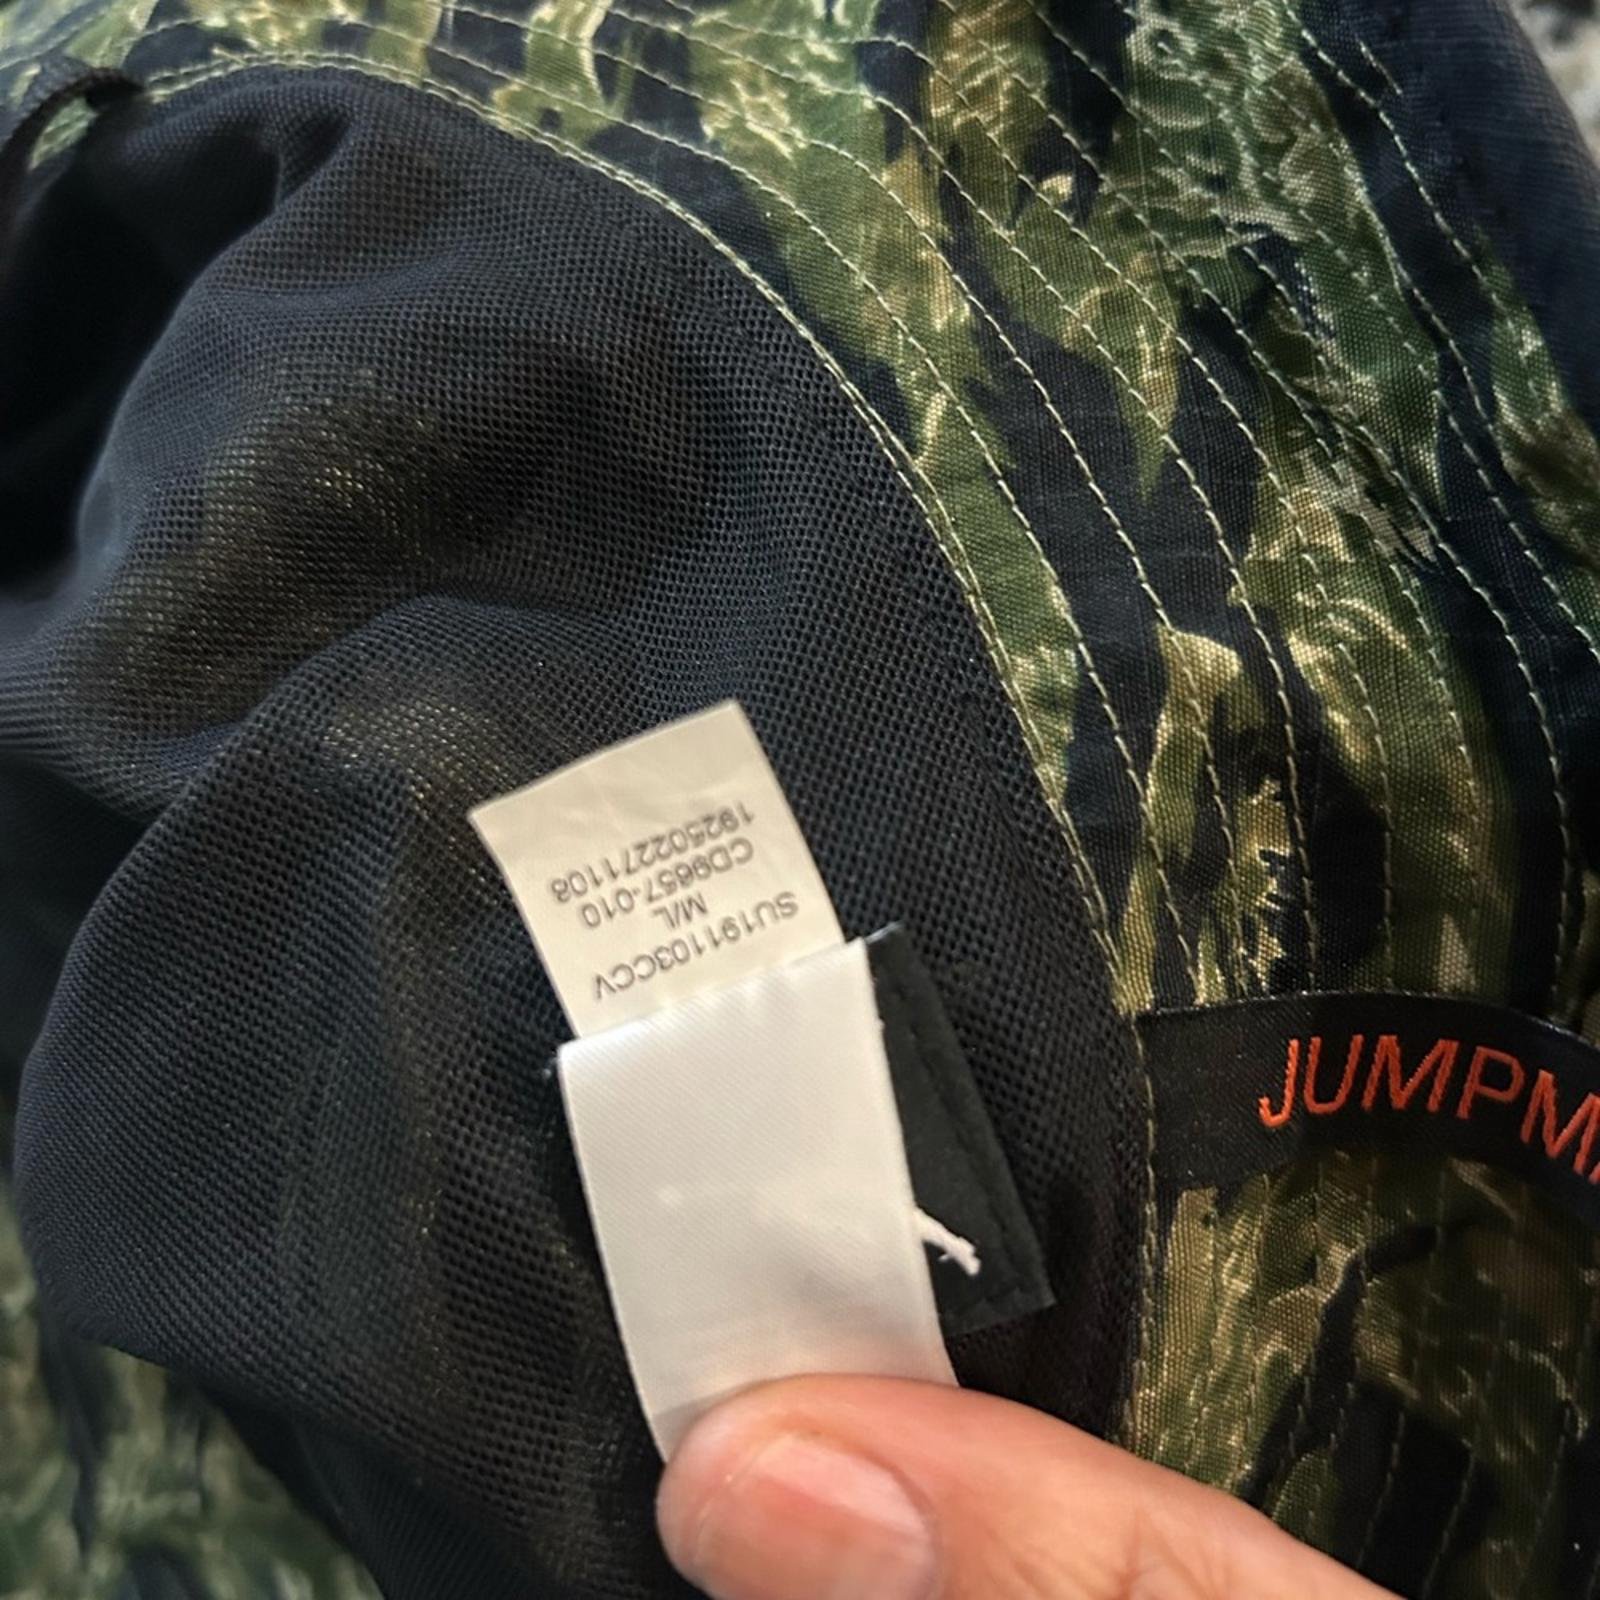 SU191103CCV
M/L
CD9657-010
192502271108
JUMPM